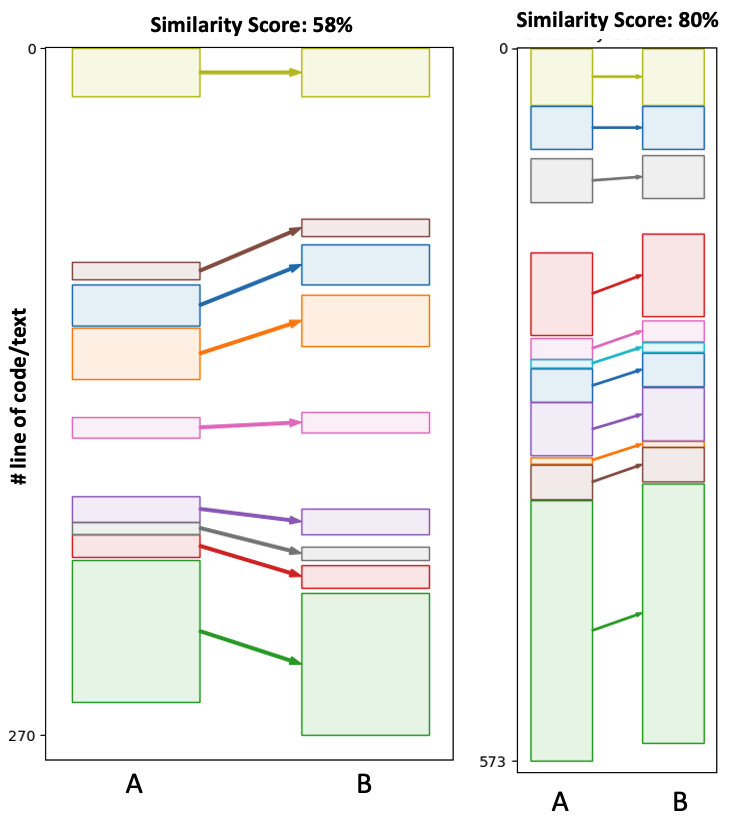 Similarity Score: 58%
Similarity Score: 80%
0
0
# line of code/text
270
573
A
B
A
B